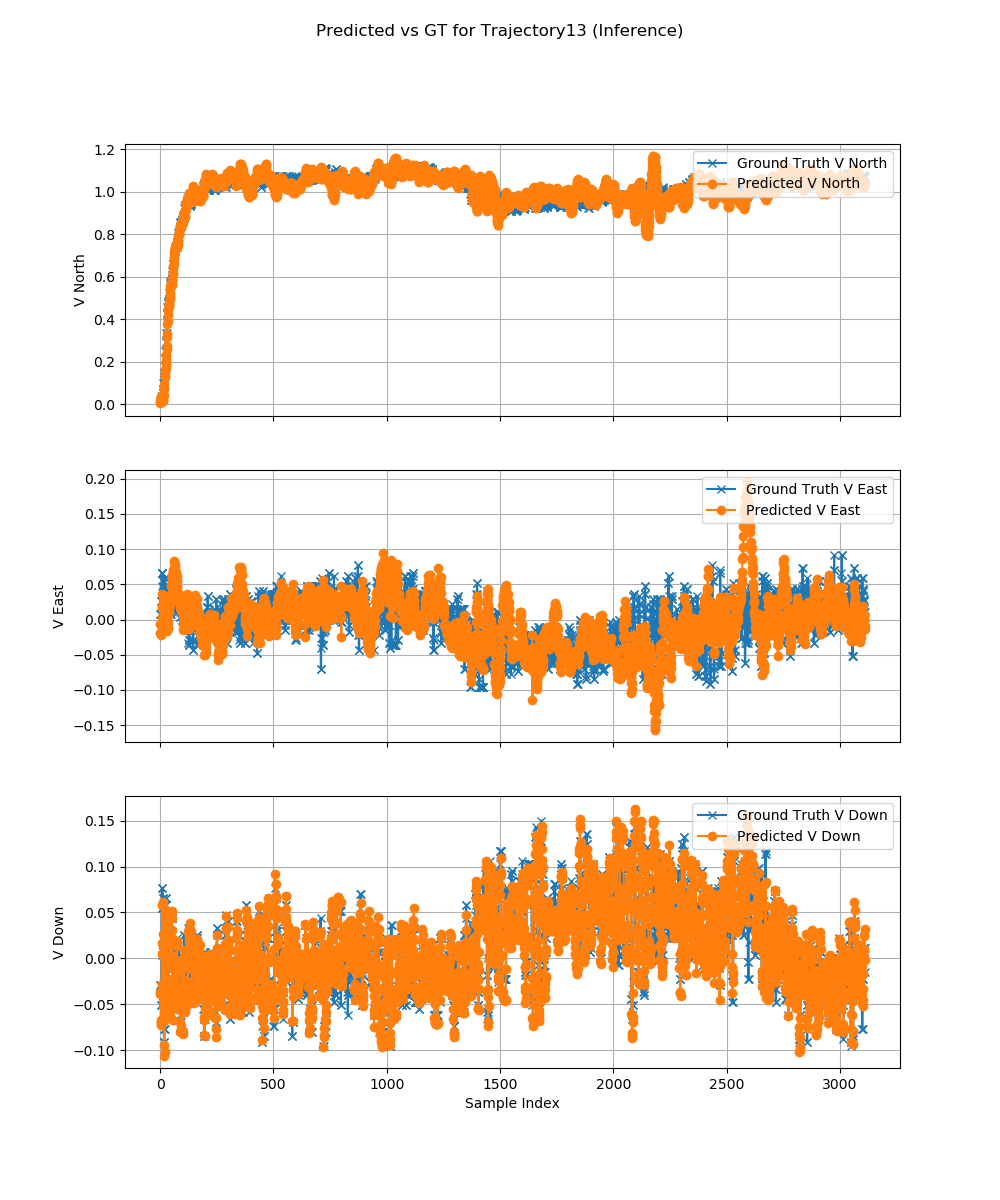 Predicted vs GT for Trajectory13 (Inference)
1.2
1.0
0.8
0.6
0.4
0.2
0.0
V North
Ground Truth V North
Predicted V North
0.20
0.15
0.10
0.05
0.00
−0.05
−0.10
−0.15
V East
Ground Truth V East
Predicted V East
0.15
0.10
0.05
0.00
−0.05
−0.10
V Down
Ground Truth V Down
Predicted V Down
0 500 1000 1500 2000 2500 3000
Sample Index